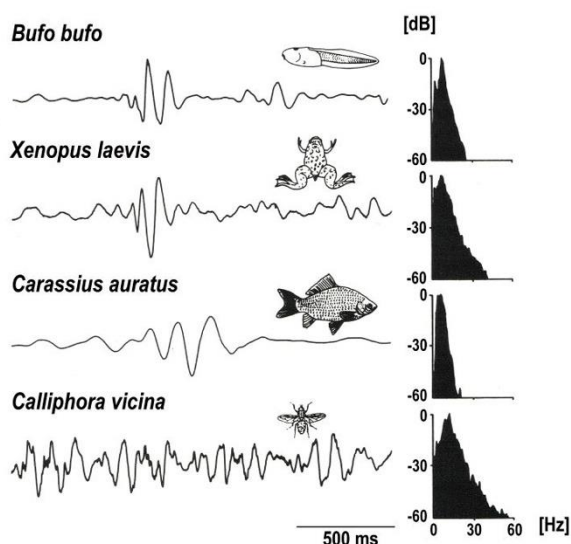 Bufo bufo
[dB]
0
-30
-60
Xenopus laevis
0
-30
-60
Carassius auratus
0
-30
-60
Calliphora vicina
0
-30
-60
0 30 60 [Hz]
500 ms